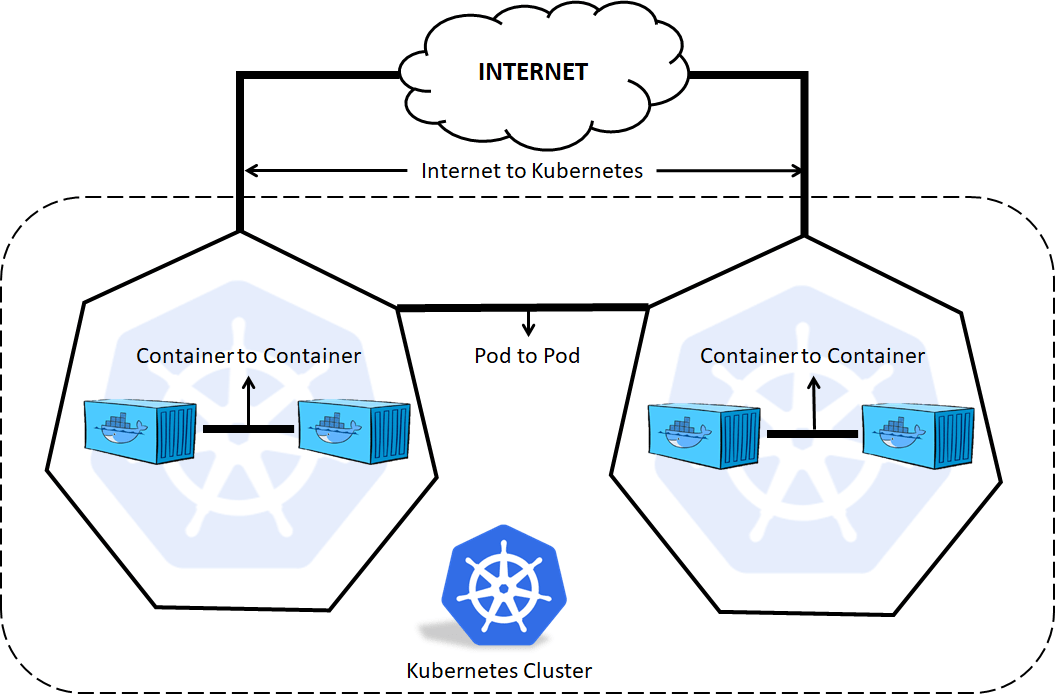 INTERNET
Internet to Kubernetes
Container to Container
Pod to Pod
Container to Container
Kubernetes Cluster